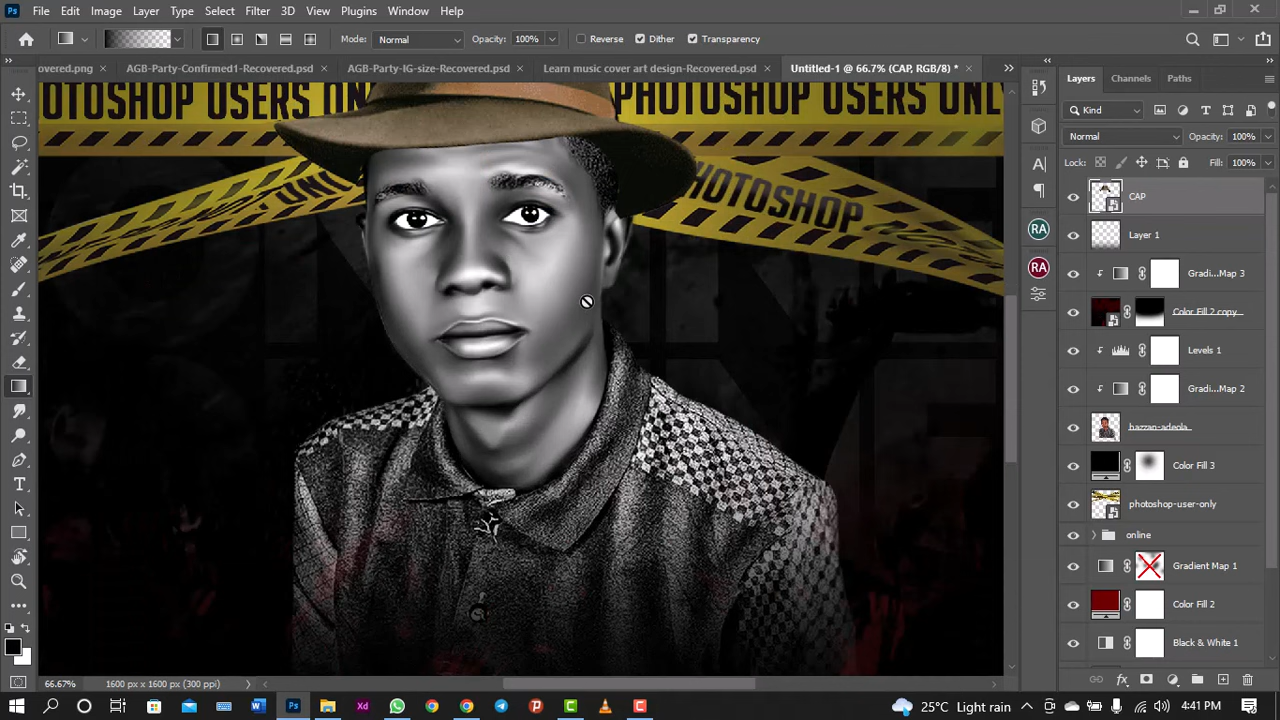 Ps File Edit Image Layer Type Select Filter 3D View Plugins Window Help
Mode: Normal Opacity: 100% Reverse Dither Transparency
overed.png × AGB-Party-Confirmed1-Recovered.psd × AGB-Party-IG-size-Recovered.psd × Learn music cover art design-Recovered.psd × Untitled-1 @ 66.7% (CAP, RGB/8) * ×
OTOSHOP USERS ON
PHOTOSHOP USERS ONL
PHOTOSHOP
Layers Channels Paths
Kind
Normal Opacity: 100%
Lock: Fill: 100%
CAP
Layer 1
Gradi...Map 3
Color Fill 2 copy
Levels 1
Gradi...Map 2
hazzan-adeola
Color Fill 3
photoshop-user-only
online
Gradient Map 1
Color Fill 2
Black & White 1
RA
RA
66.67% 1600 px x 1600 px (300 ppi)
25°C Light rain 4:41 PM